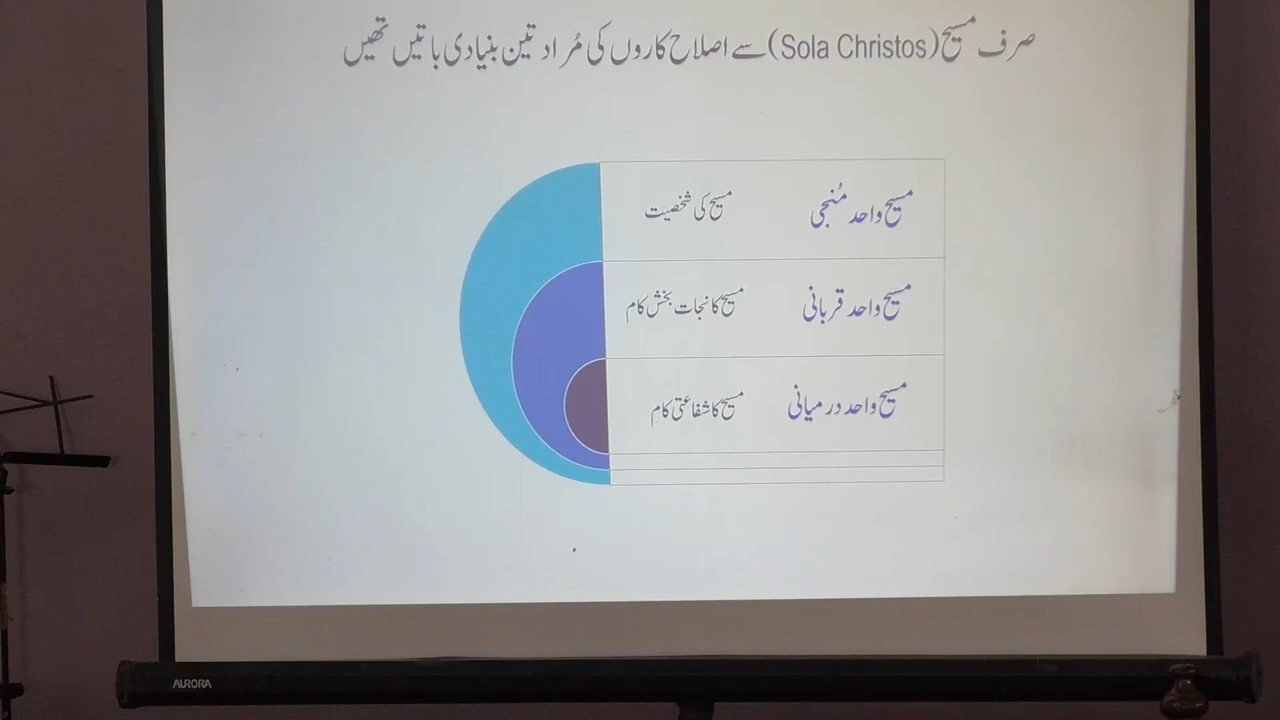 صرف مسیح(Sola Christos)سے اصلاح کاروں کی مُراد تین بنیادی باتیں تھیں
مسیح واحد مُنجی مسیح کی شخصیت
مسیح واحد قربانی مسیح کا نجات بخش کام
مسیح واحد درمیانی مسیح کا شفاعتی کام
AURORA